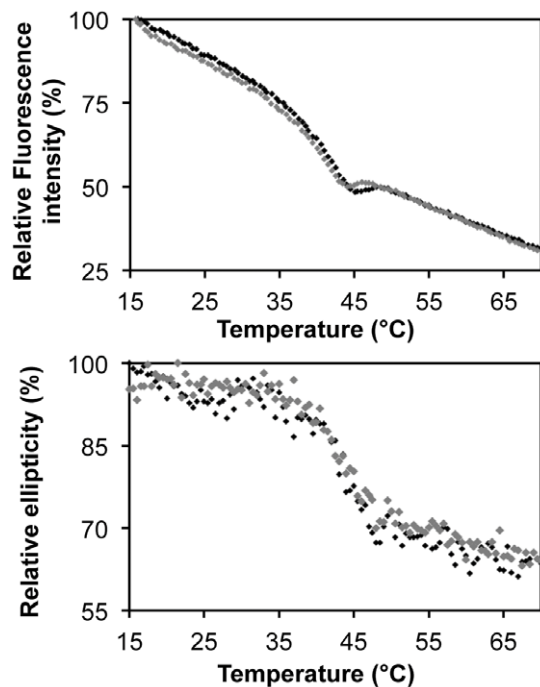 Relative Fluorescence
intensity (%)
100
75
50
25
15 25 35 45 55 65
Temperature (°C)
Relative ellipticity (%)
100
85
70
55
15 25 35 45 55 65
Temperature (°C)